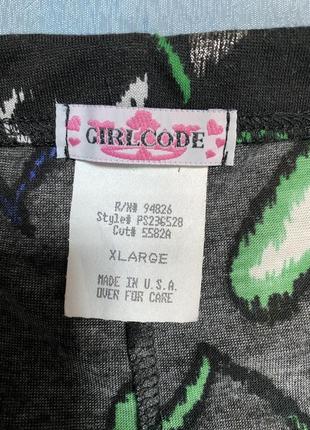 GIRLCODE
R/N# 94826
Style# PS236528
Cut# 5582A
XLARGE
MADE IN U.S.A.
OVER FOR CARE